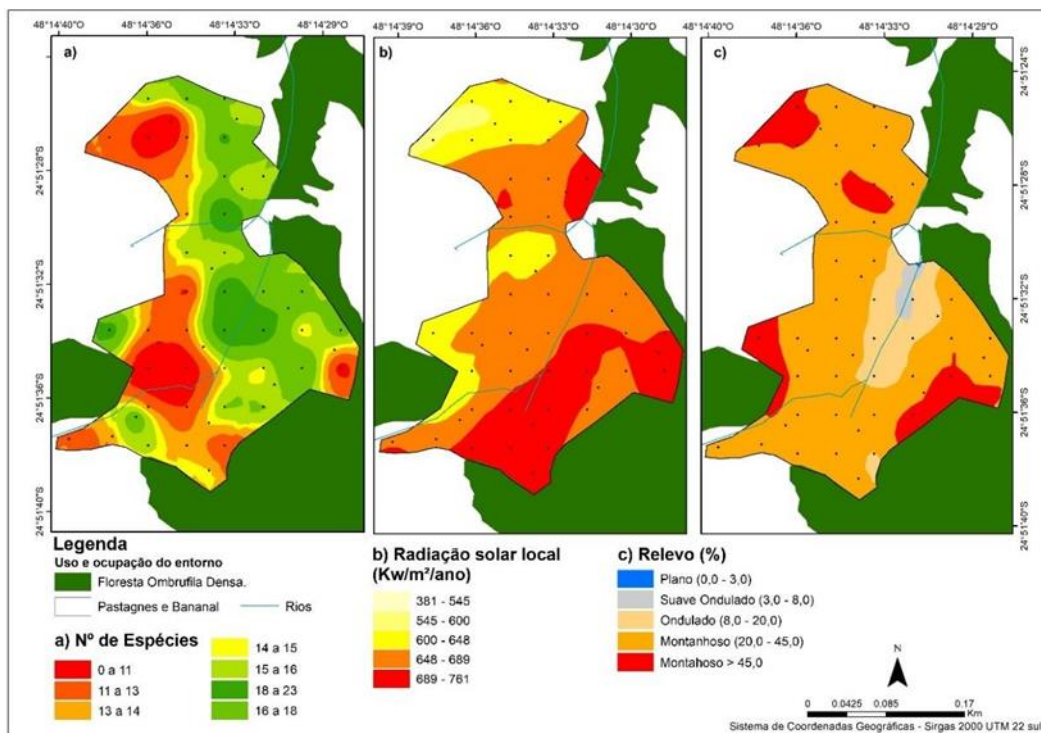 48°14'40"S 48°14'36"S 48°14'33"S 48°14'29"S
48°14'39"S 48°14'36"S 48°14'33"S 48°14'0"S
48°14'36"S 48°14'33"S 48°14'29"S
a)
b)
c)
24°51'28"S
24°51'32"S
24°51'36"S
24°51'40"S
24°51'24"S
24°51'28"S
24°51'32"S
24°51'36"S
24°51'40"S
Legenda
Uso e ocupação do entorno
Floresta Ombrufila Densa.
Pastagnes e Bananal
Rios
a) Nº de Espécies
0 a 11
11 a 13
13 a 14
14 a 15
15 a 16
18 a 23
16 a 18
b) Radiação solar local
(Kw/m²/ano)
381 - 545
545 - 600
600 - 648
648 - 689
689 - 761
c) Relevo (%)
Plano (0,0 - 3,0)
Suave Ondulado (3,0 - 8,0)
Ondulado (8,0 - 20,0)
Montanhoso (20,0 - 45,0)
Montahoso > 45,0
N
0 0.0425 0.085 0.17
Km
Sistema de Coordenadas Geográficas - Sirgas 2000 UTM 22 sul